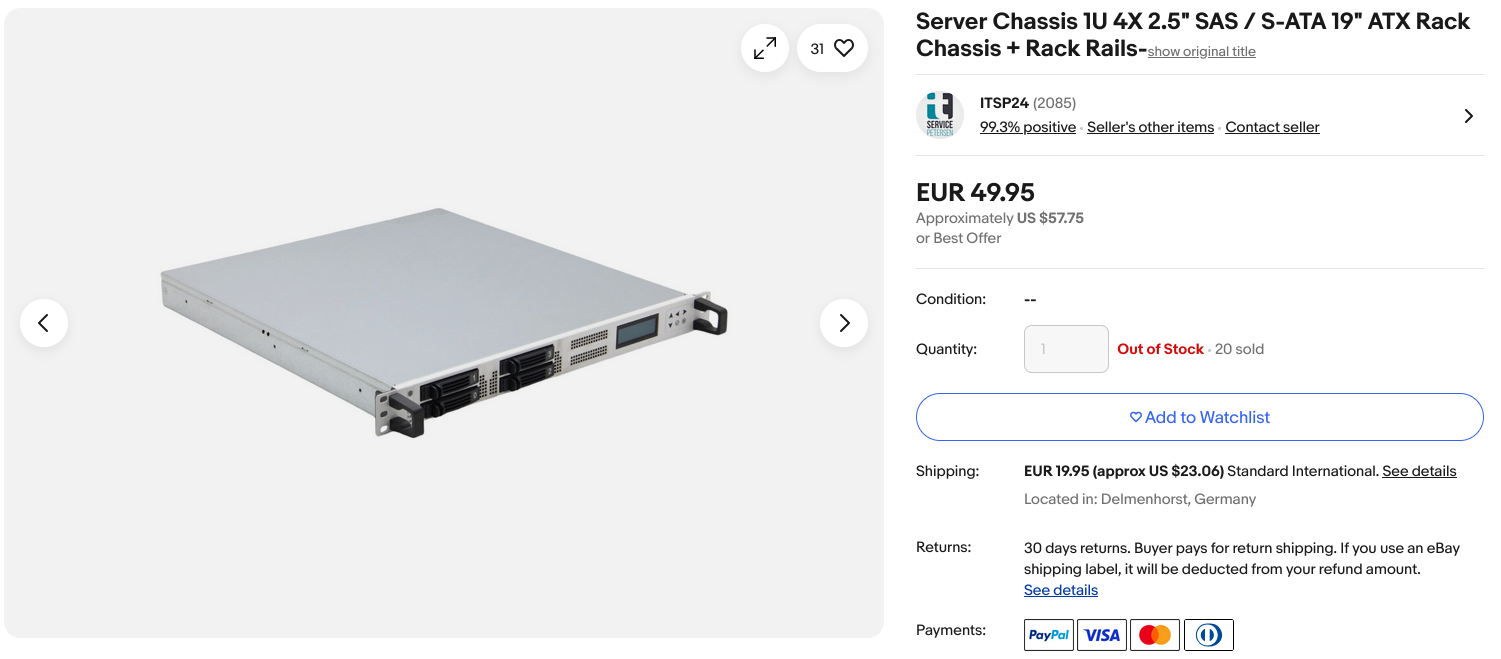 31
Server Chassis 1U 4X 2.5" SAS / S-ATA 19" ATX Rack
Chassis + Rack Rails-show original title
SERVICE
PETERSEN
ITSP24 (2085)
99.3% positive · Seller's other items · Contact seller
EUR 49.95
Approximately US $57.75
or Best Offer
Condition: --
Quantity: 1 Out of Stock · 20 sold
Add to Watchlist
Shipping: EUR 19.95 (approx US $23.06) Standard International. See details
Located in: Delmenhorst, Germany
Returns: 30 days returns. Buyer pays for return shipping. If you use an eBay
shipping label, it will be deducted from your refund amount.
See details
Payments: PayPal VISA